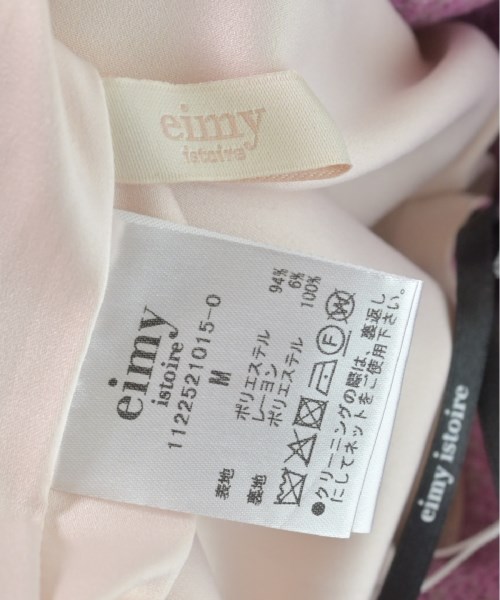 eimy
istoire
eimy
istoire
1122521015-0
M
表地 ポリエステル 94%
レーヨン 6%
裏地 ポリエステル 100%
●クリーニングの際は、裏返し
にしてネットをご使用下さい。
eimy istoire